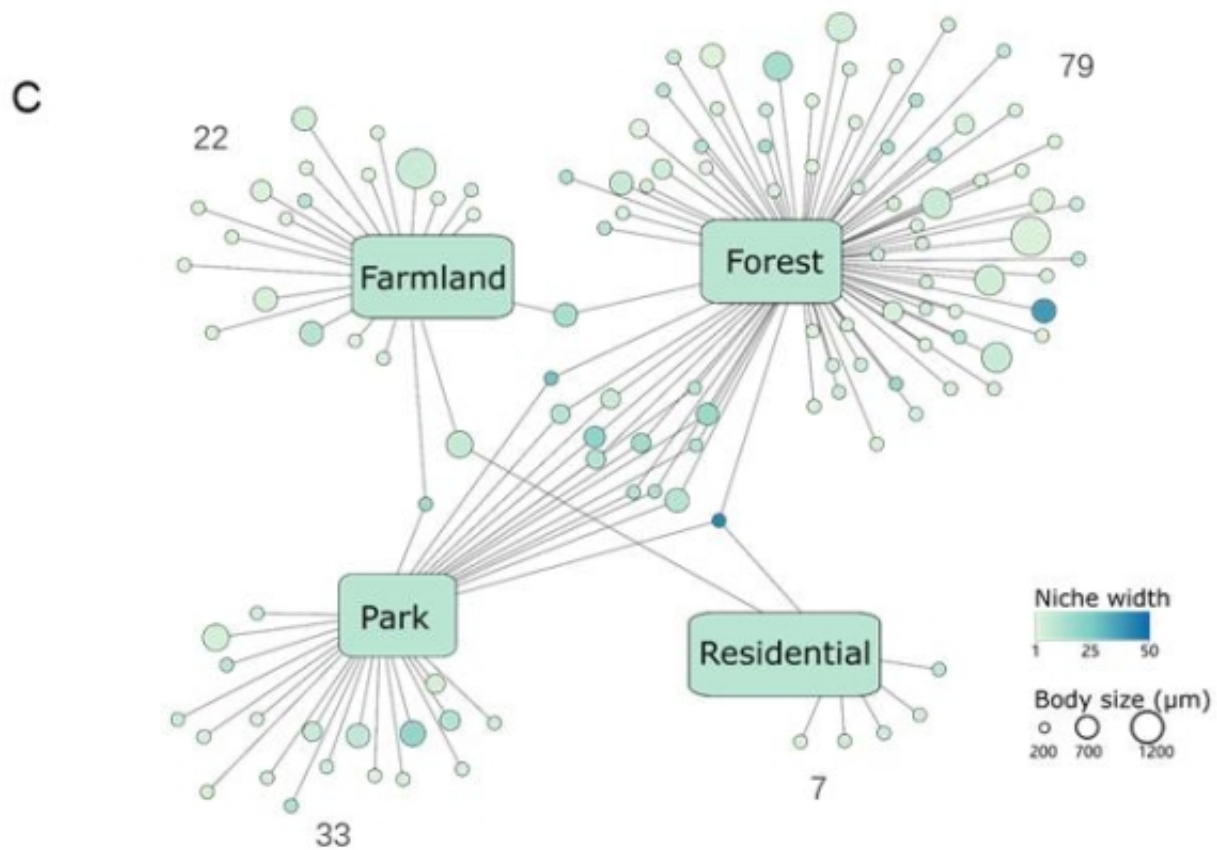 C
22
79
Farmland
Forest
Park
Residential
33
7
Niche width
1 25 50
Body size (µm)
200 700 1200